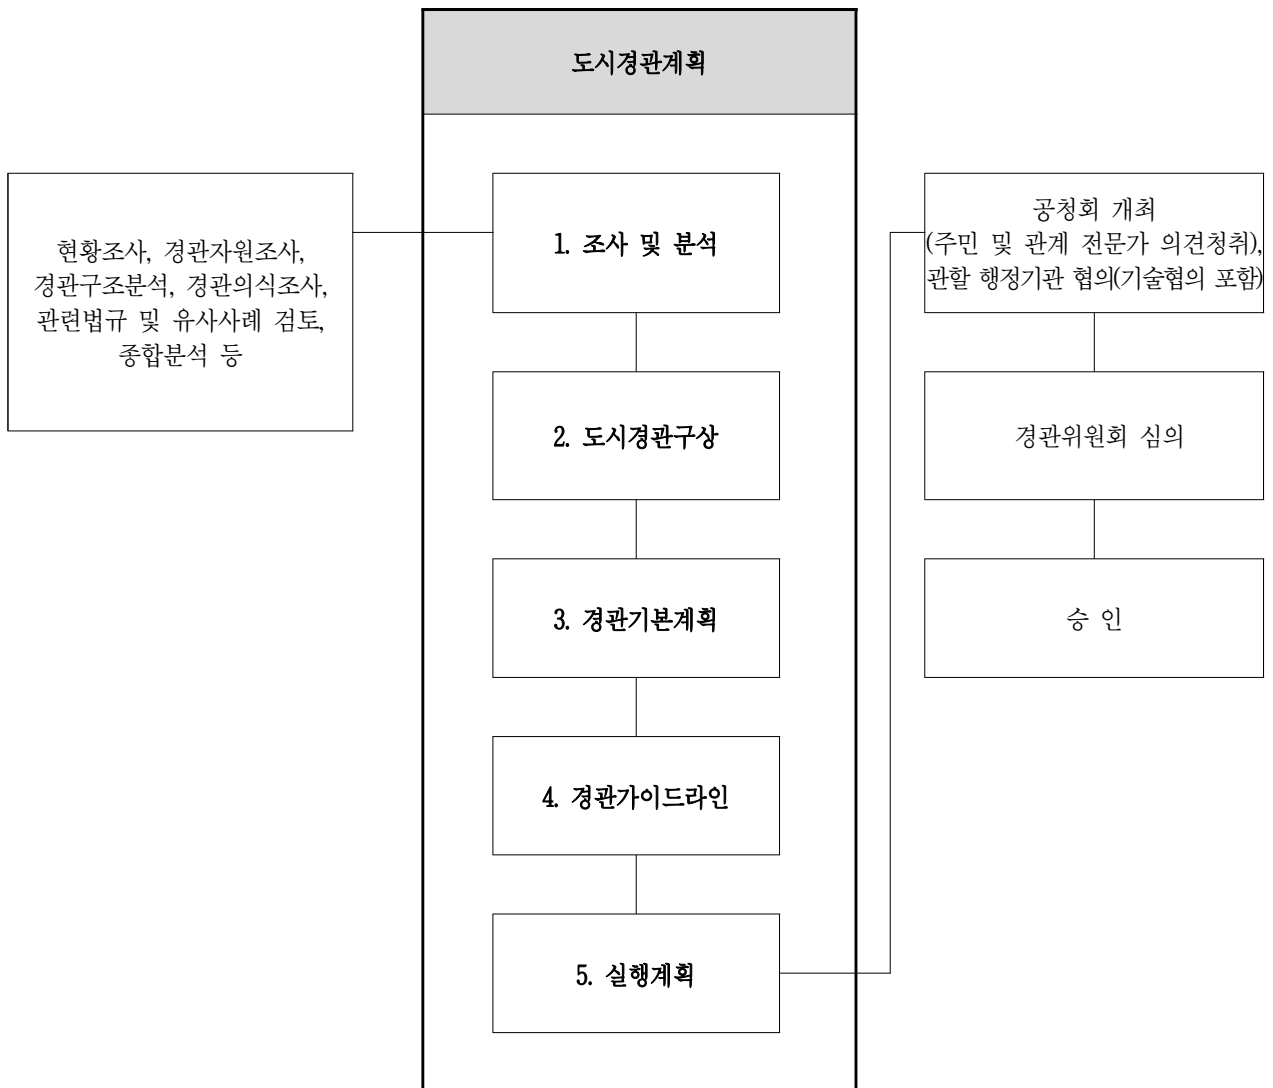 도시경관계획
현황조사, 경관자원조사,
경관구조분석, 경관의식조사,
관련법규 및 유사사례 검토,
종합분석 등
1. 조사 및 분석
2. 도시경관구상
3. 경관기본계획
4. 경관가이드라인
5. 실행계획
공청회 개최
(주민 및 관계 전문가 의견청취),
관할 행정기관 협의(기술협의 포함)
경관위원회 심의
승 인